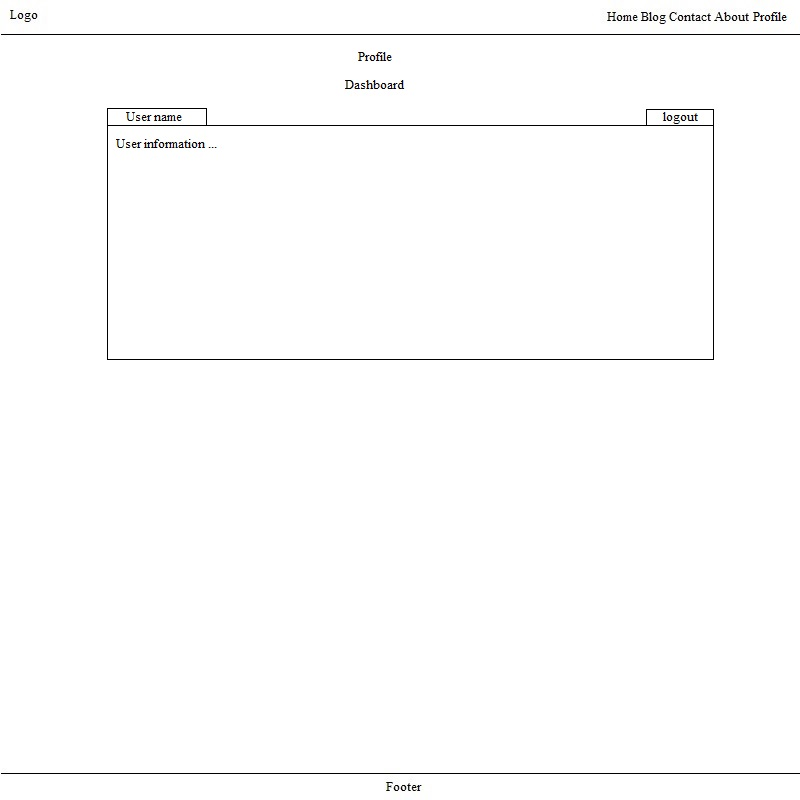 Logo
Home Blog Contact About Profile
Profile
Dashboard
User name
logout
User information ...
Footer